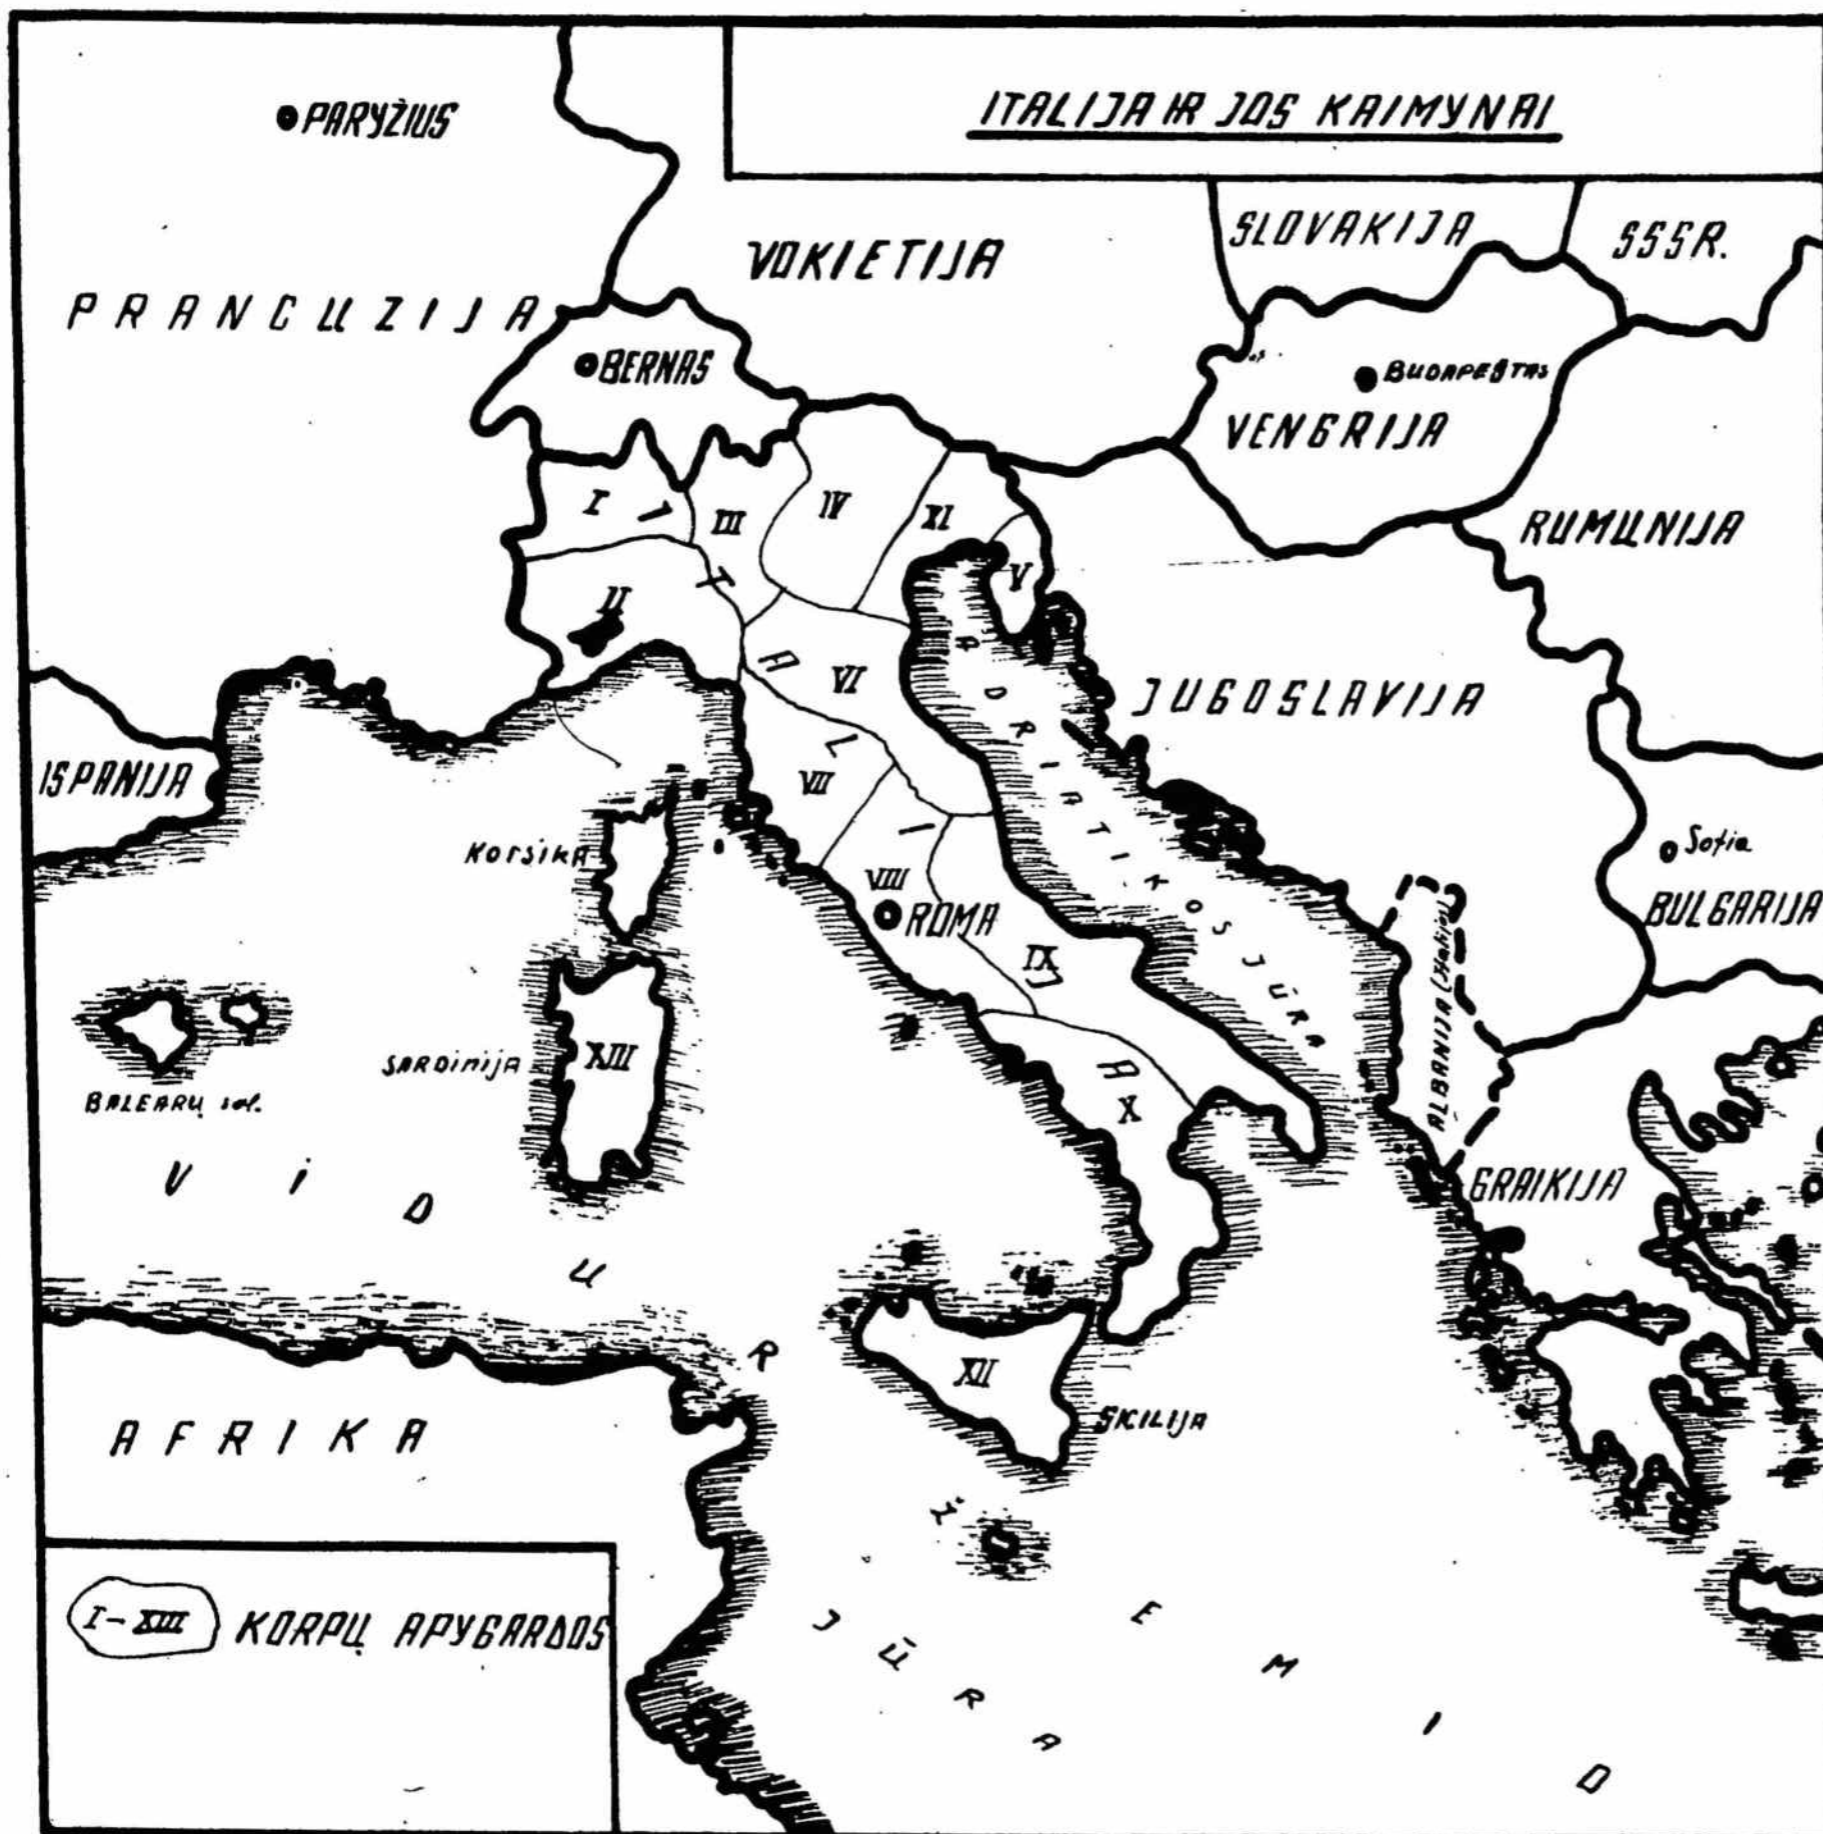 ITALIJA IR JOS KAIMYNAI
PARYŽIUS
SLOVAKIJA
SSSR.
VOKIETIJA
PRANCUZIJA
BERNAS
BUDAPEŠTAS
VENGRIJA
I
III
IV
XI
RUMUNIJA
V
II
VI
JUGOSLAVIJA
ITALIJA
ADRIATIKOS JŪRA
ISPANIJA
VII
KORSIKA
Sofia
VIII
ROMA
BULGARIJA
IX
ALBANIJA
SARDINIJA
XIII
BALEARŲ sal.
X
GRAIKIJA
VIDURŽEMIO
JŪRA
XII
SICILIJA
AFRIKA
I-XIII KORPŲ APYGARDOS